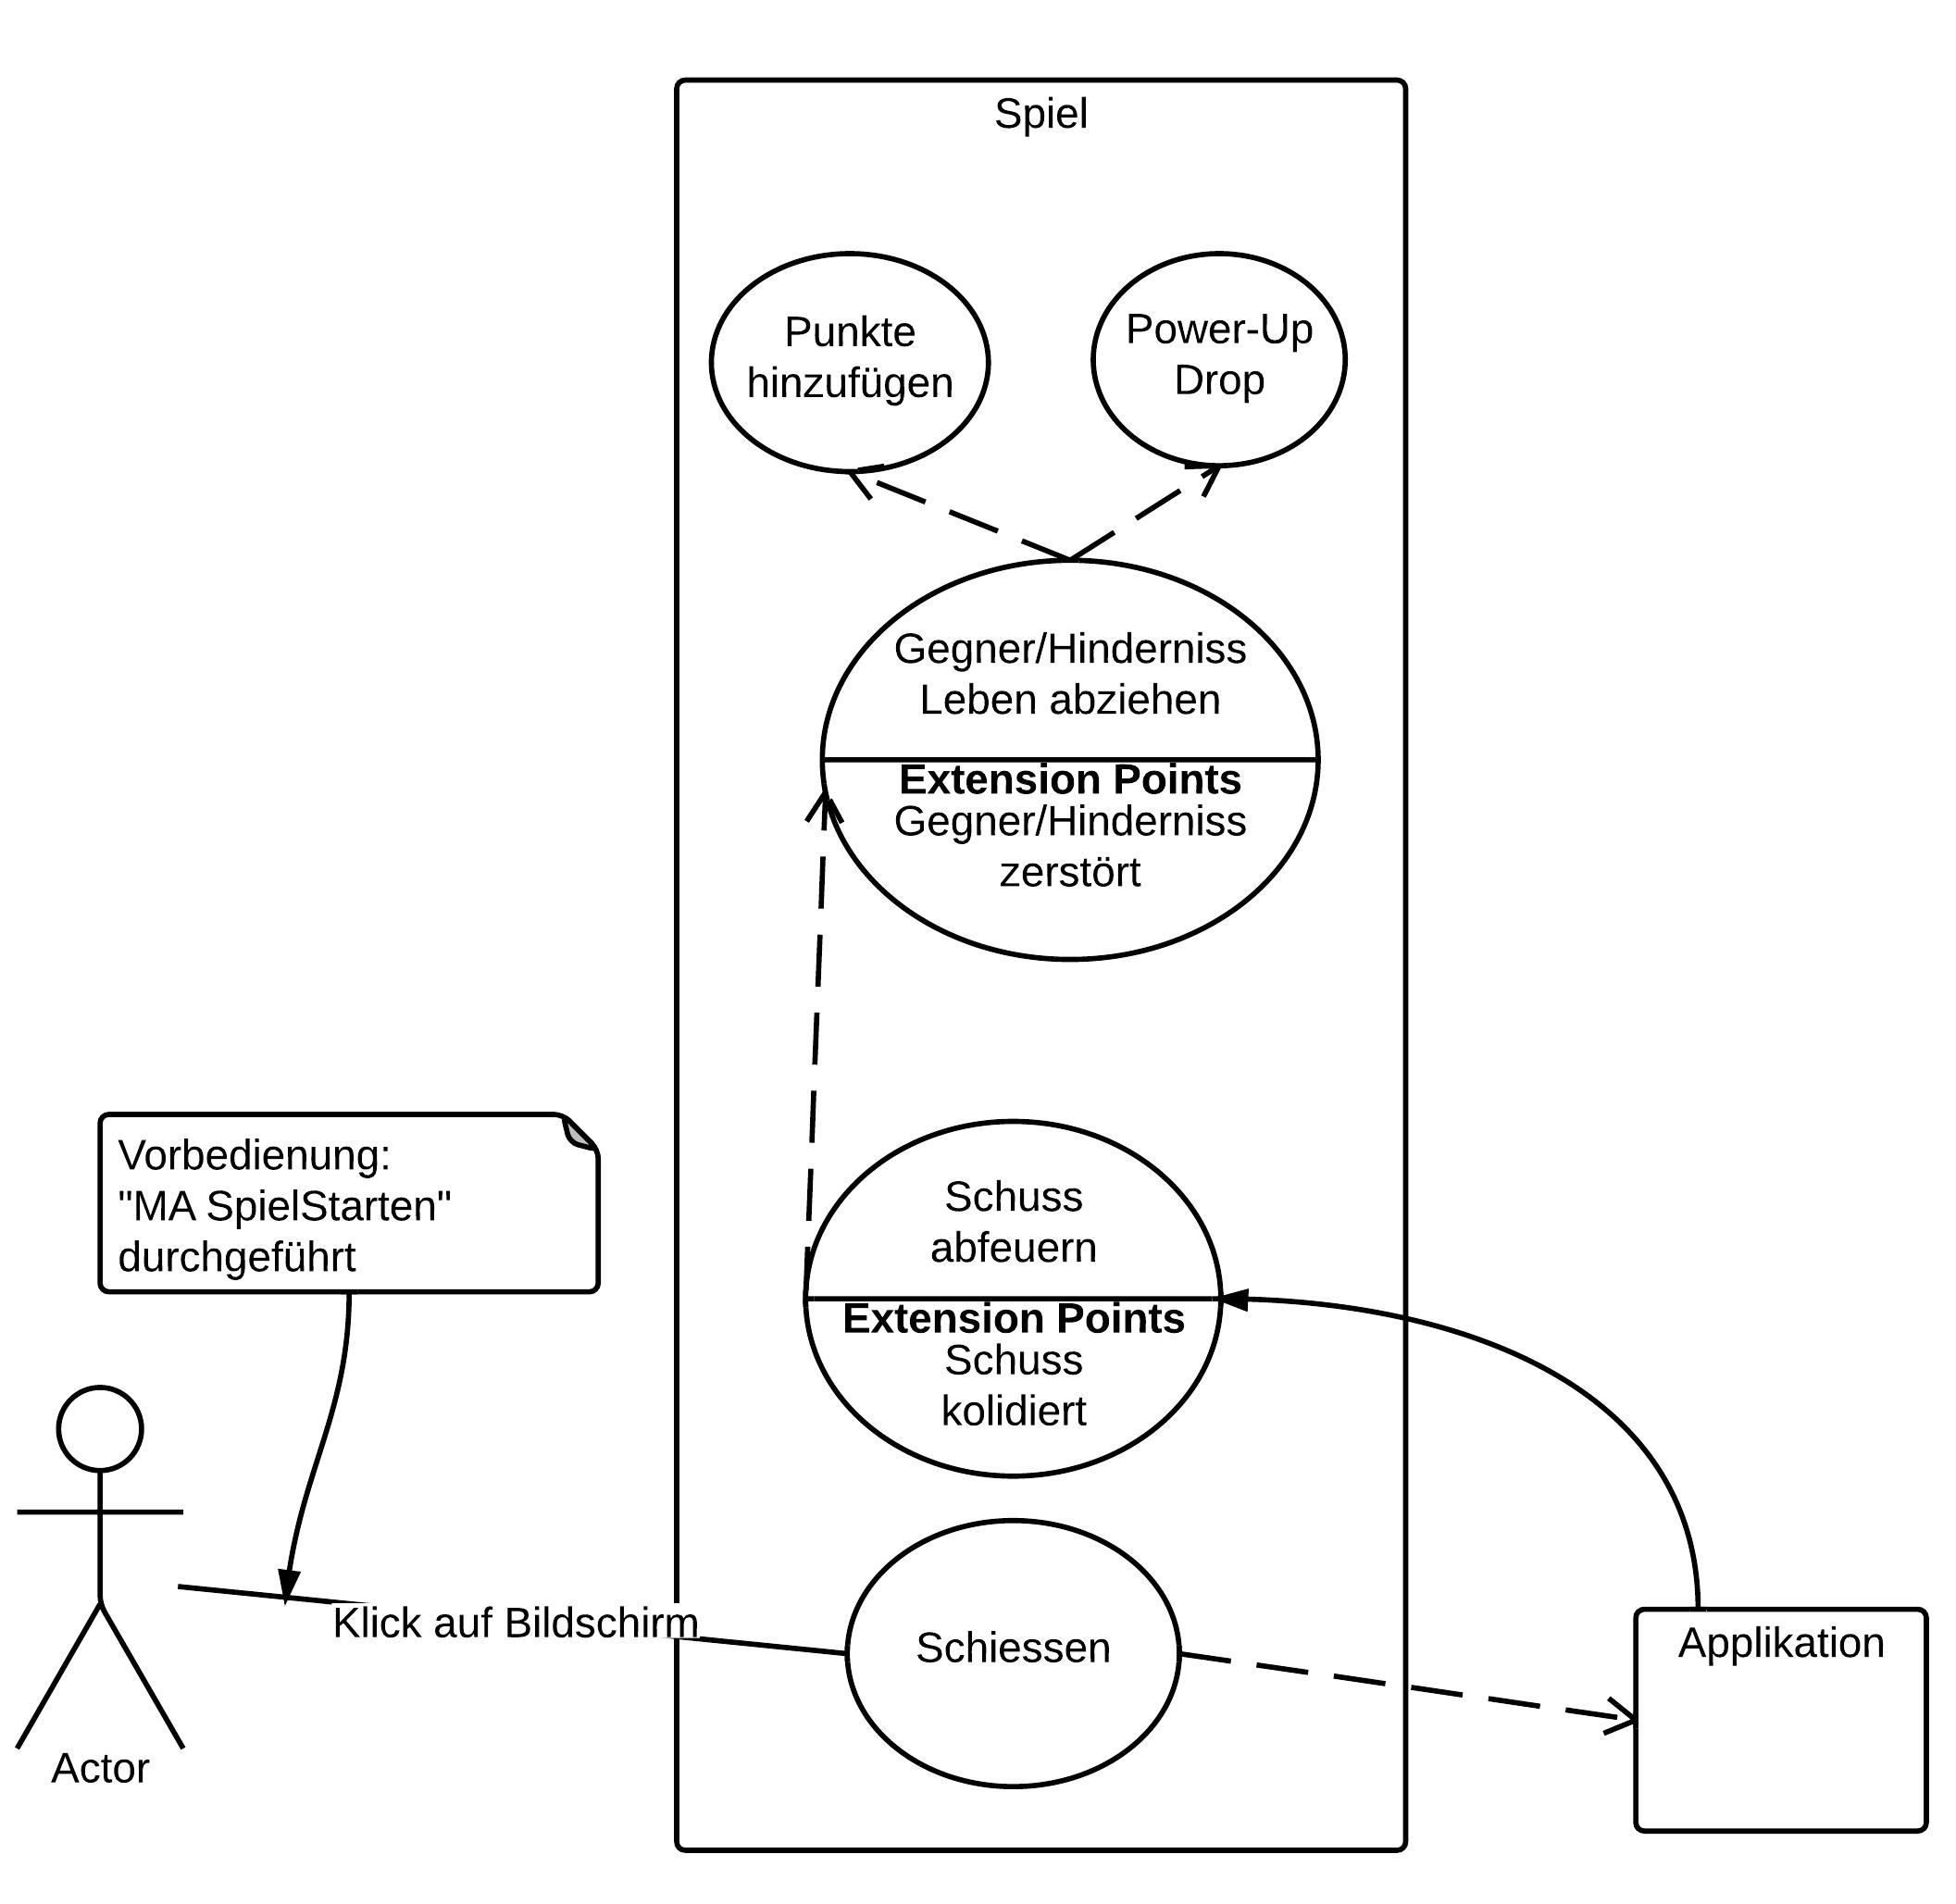 Spiel
Punkte
hinzufügen
Power-Up
Drop
Gegner/Hinderniss
Leben abziehen
Extension Points
Gegner/Hinderniss
zerstört
Vorbedienung:
"MA SpielStarten"
durchgeführt
Schuss
abfeuern
Extension Points
Schuss
kolidiert
Klick auf Bildschirm
Schiessen
Applikation
Actor